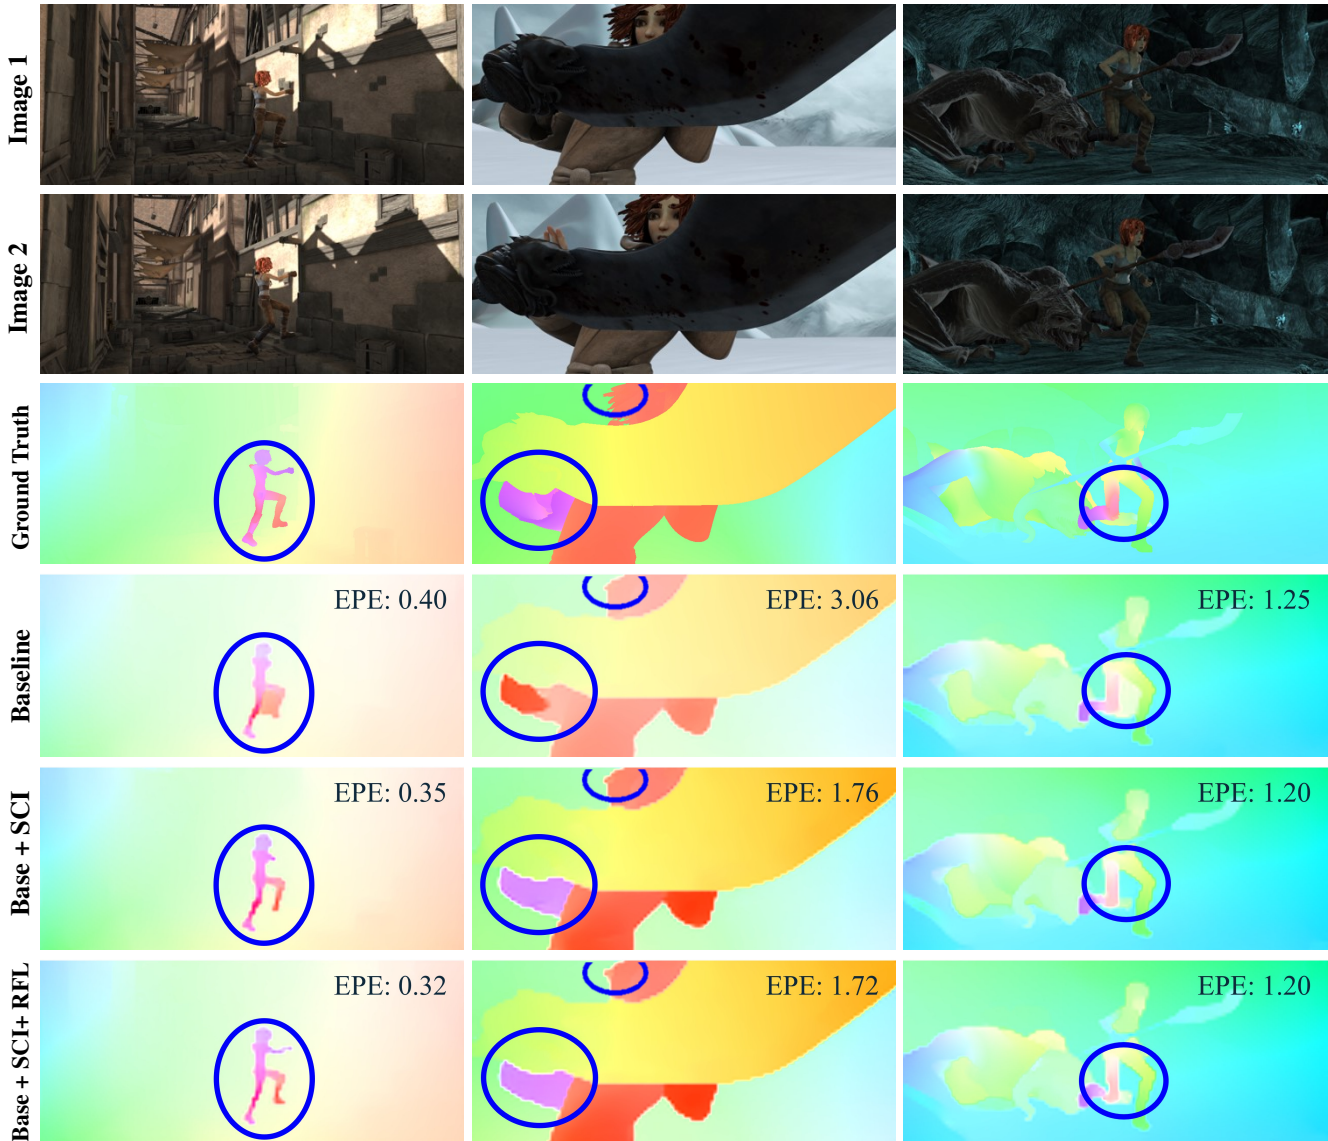 Image 1
Image 2
Ground Truth
Baseline
EPE: 0.40
EPE: 3.06
EPE: 1.25
Base + SCI
EPE: 0.35
EPE: 1.76
EPE: 1.20
Base + SCI+ RFL
EPE: 0.32
EPE: 1.72
EPE: 1.20